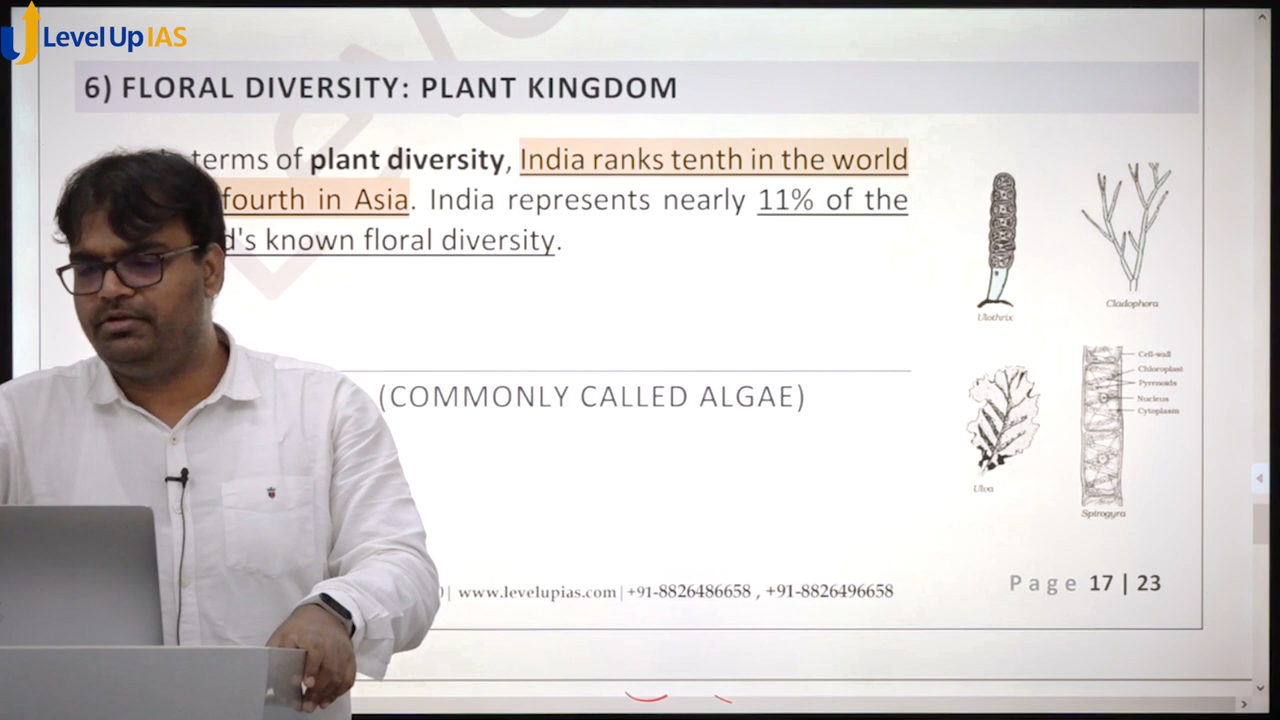 Level Up IAS
6) FLORAL DIVERSITY: PLANT KINGDOM
terms of plant diversity, India ranks tenth in the world
fourth in Asia. India represents nearly 11% of the
d's known floral diversity.
(COMMONLY CALLED ALGAE)
Ulothrix
Cladophora
Ulva
Cell-wall
Chloroplast
Pyrenoids
Nucleus
Cytoplasm
Spirogyra
| www.levelupias.com | +91-8826486658 , +91-8826496658
Page 17 | 23